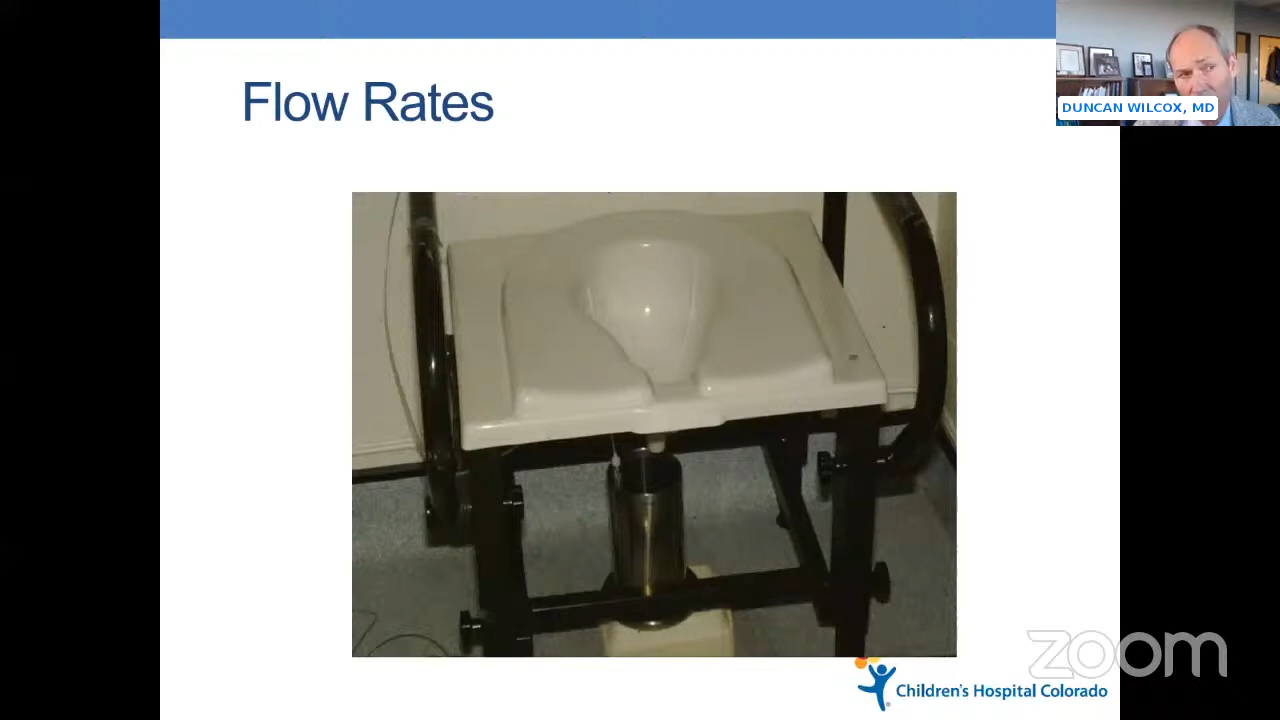 Flow Rates
DUNCAN WILCOX, MD
zoom
Children's Hospital Colorado